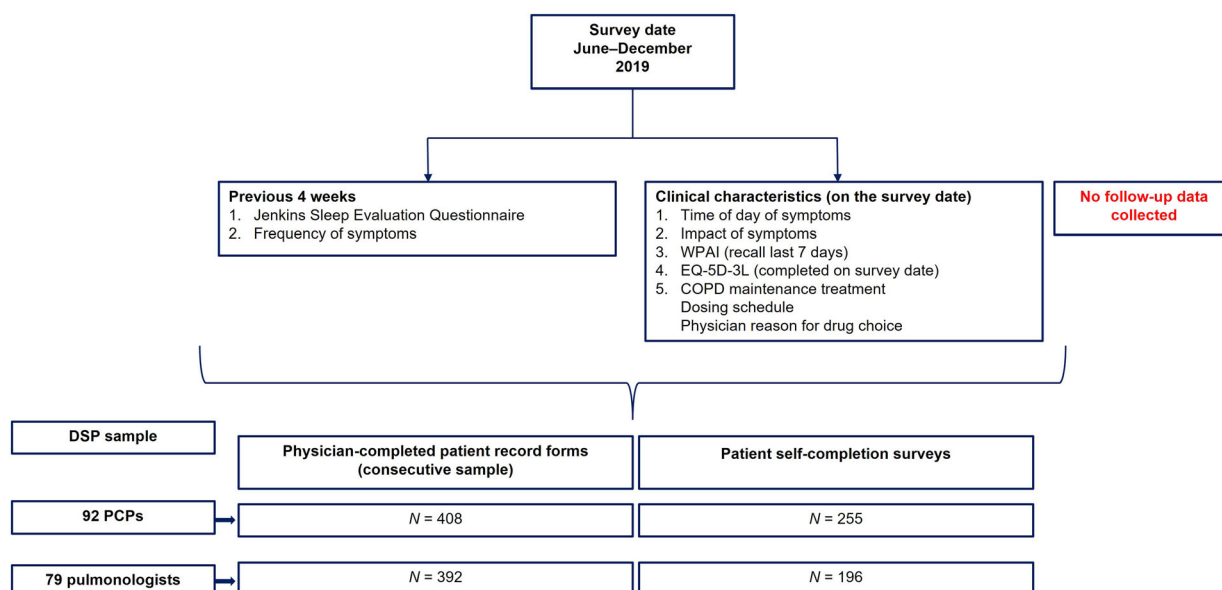 Survey date
June–December
2019
Previous 4 weeks
1. Jenkins Sleep Evaluation Questionnaire
2. Frequency of symptoms
Clinical characteristics (on the survey date)
1. Time of day of symptoms
2. Impact of symptoms
3. WPAI (recall last 7 days)
4. EQ-5D-3L (completed on survey date)
5. COPD maintenance treatment
Dosing schedule
Physician reason for drug choice
No follow-up data
collected
DSP sample
Physician-completed patient record forms
(consecutive sample)
Patient self-completion surveys
92 PCPs
N = 408
N = 255
79 pulmonologists
N = 392
N = 196